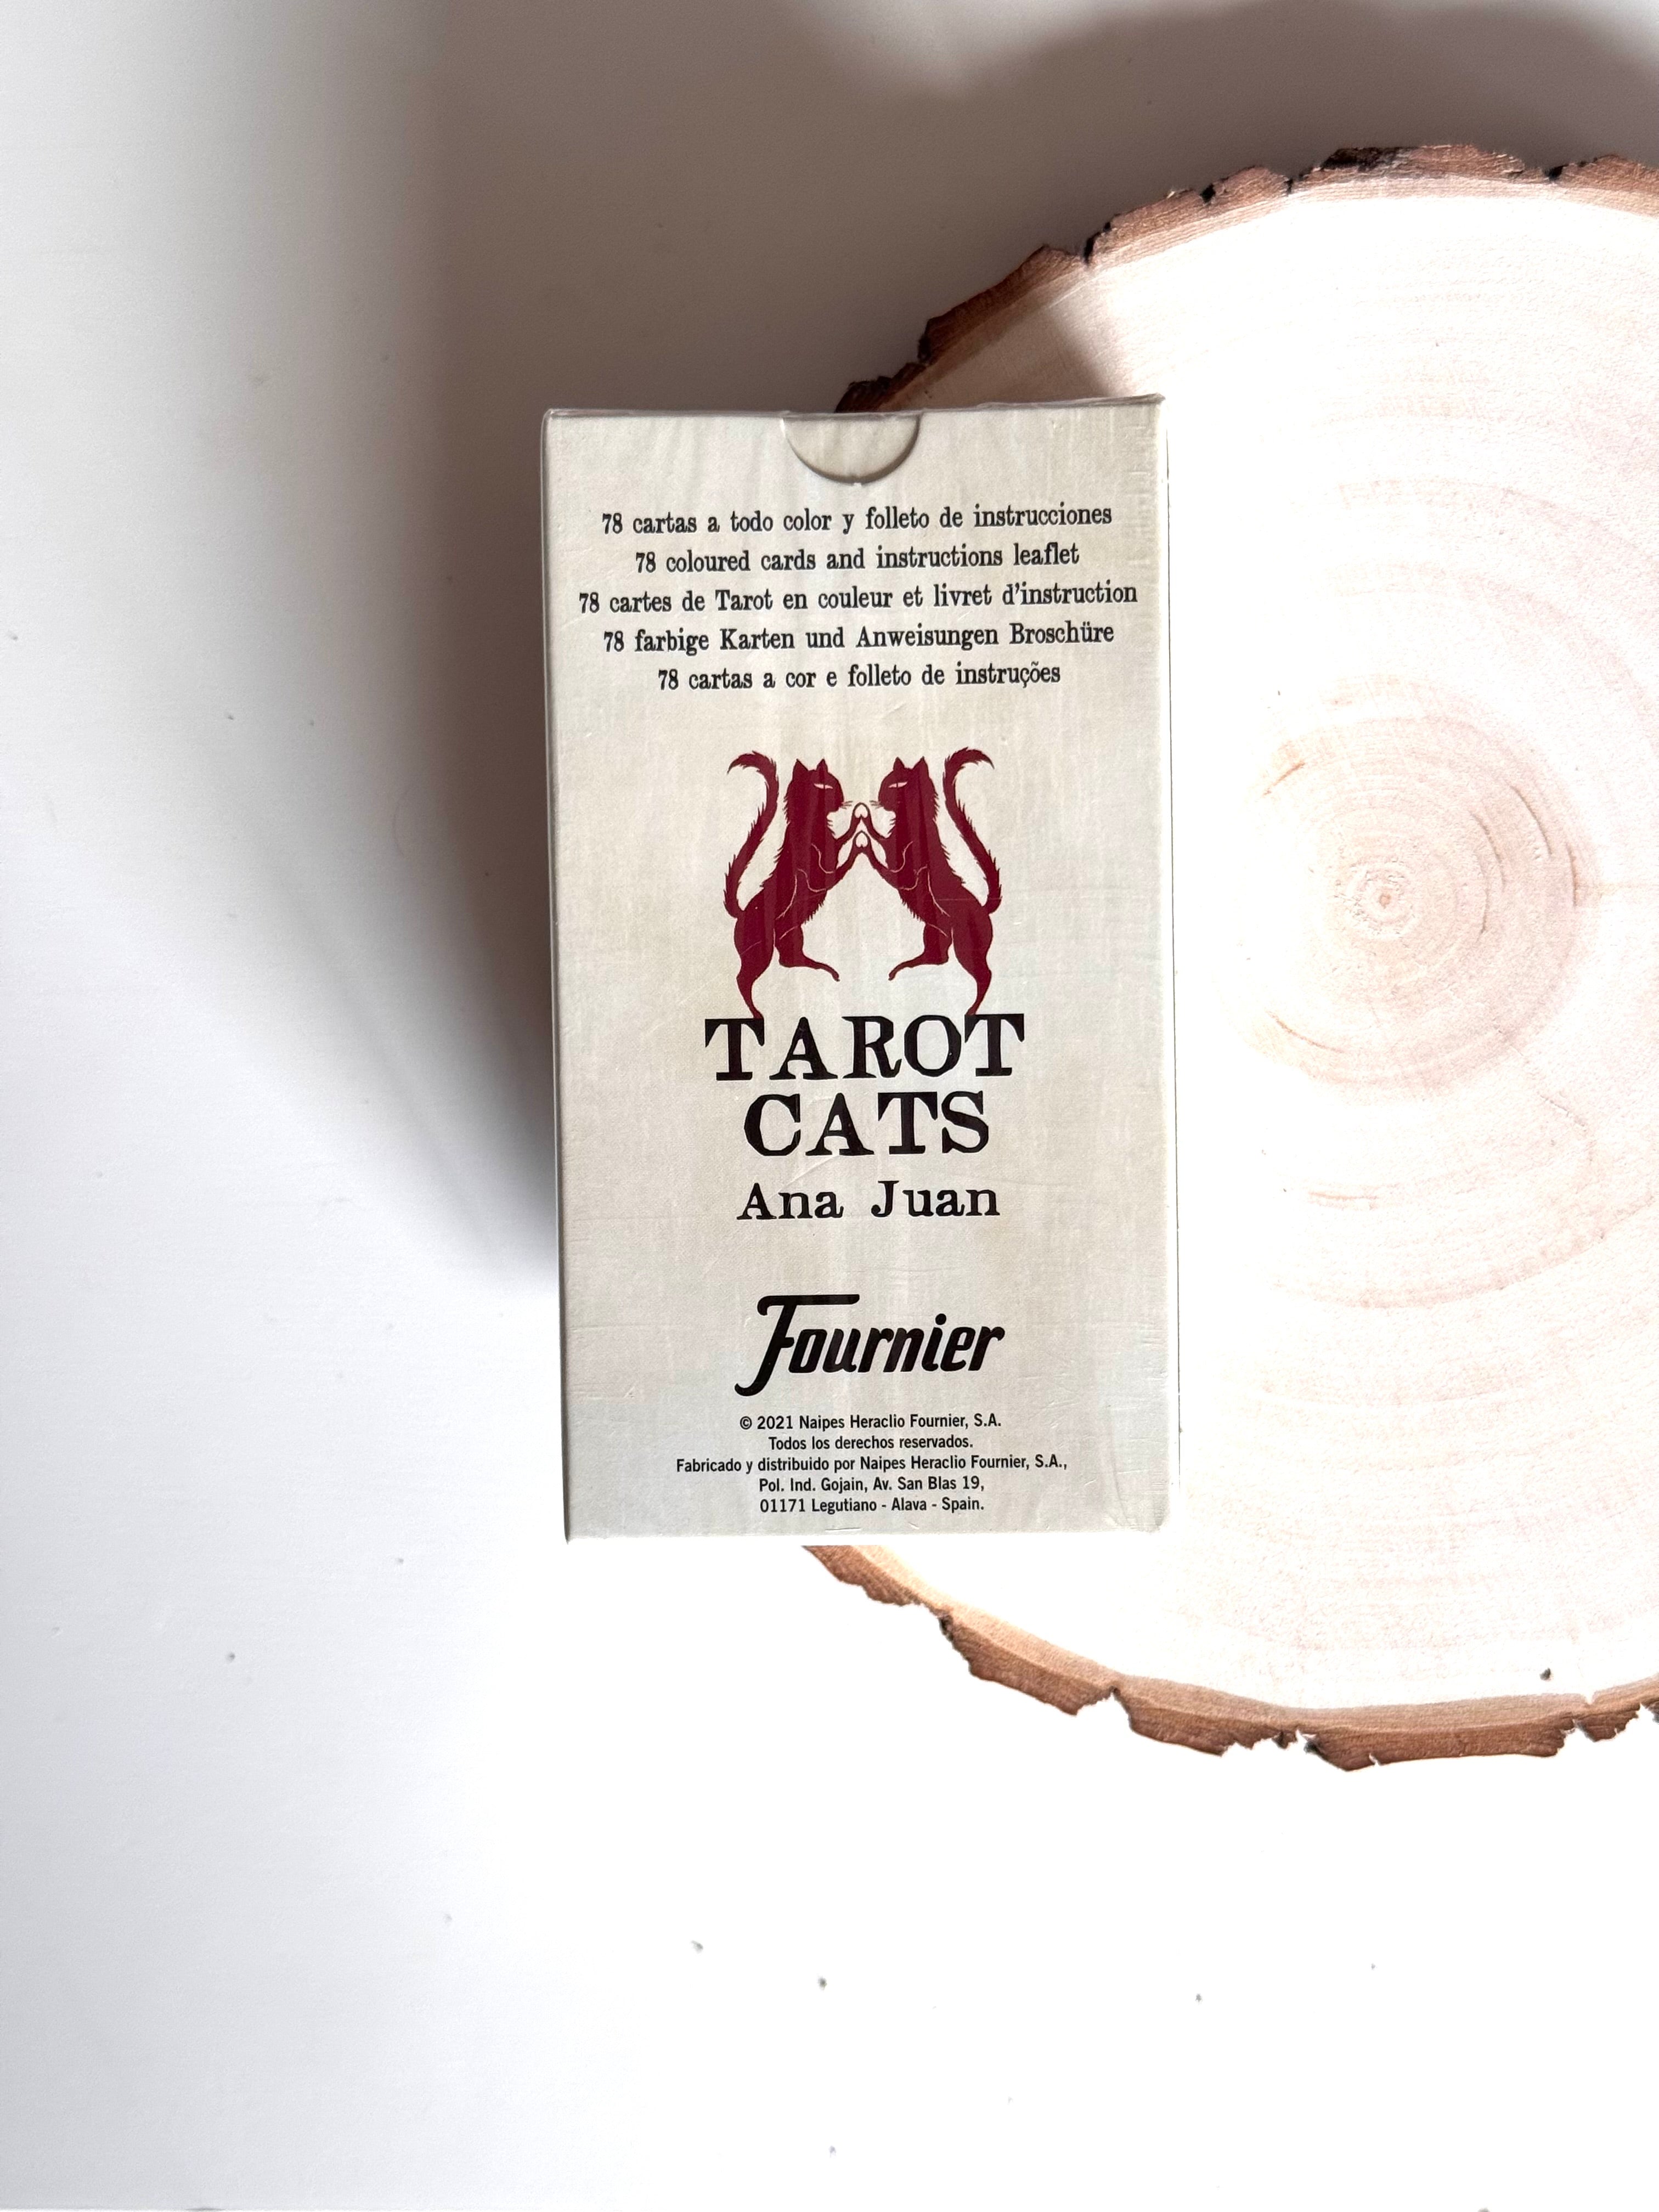 78 cartas a todo color y folleto de instrucciones
78 coloured cards and instructions leaflet
78 cartes de Tarot en couleur et livret d'instruction
78 farbige Karten und Anweisungen Broschüre
78 cartas a cor e folleto de instruções
TAROT
CATS
Ana Juan
Fournier
© 2021 Naipes Heraclio Fournier, S.A.
Todos los derechos reservados.
Fabricado y distribuido por Naipes Heraclio Fournier, S.A.,
Pol. Ind. Gojain, Av. San Blas 19,
01171 Legutiano - Alava - Spain.